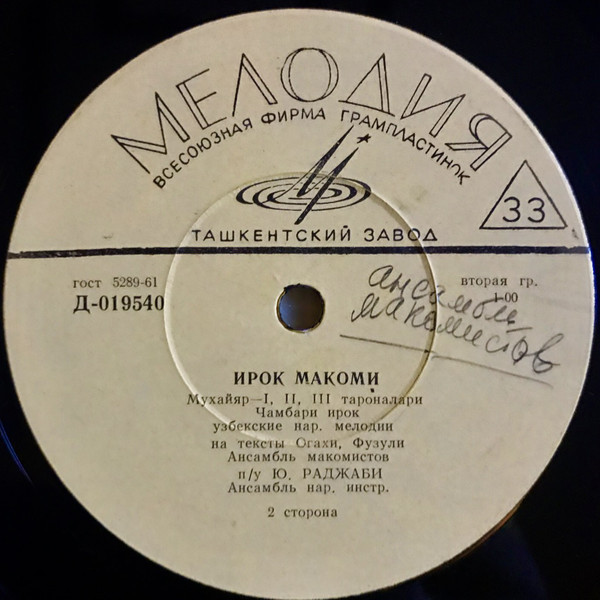 МЕЛОДИЯ
ВСЕСОЮЗНАЯ ФИРМА ГРАМПЛАСТИНОК
33
ТАШКЕНТСКИЙ ЗАВОД
гост 5289-61
Д-019540
вторая гр.
1-00
ансамбль
макомистов
ИРОК МАКОМИ
Мухайяр—I, II, III тароналари
Чамбари ирок
узбекские нар. мелодии
на тексты Огахи, Фузули
Ансамбль макомистов
п/у Ю. РАДЖАБИ
Ансамбль нар. инстр.
2 сторона